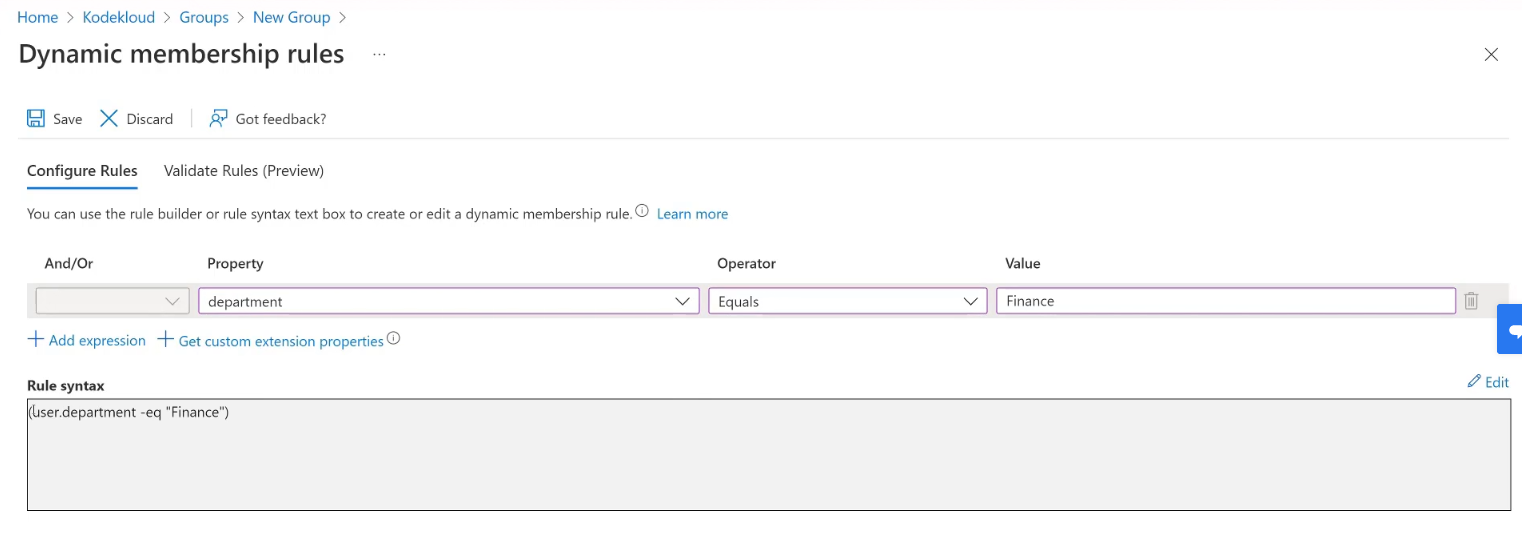 Home > Kodekloud > Groups > New Group >
Dynamic membership rules ...
Save Discard Got feedback?
Configure Rules Validate Rules (Preview)
You can use the rule builder or rule syntax text box to create or edit a dynamic membership rule. Learn more
And/Or Property Operator Value
department Equals Finance
+ Add expression + Get custom extension properties
Rule syntax Edit
(user.department -eq "Finance")